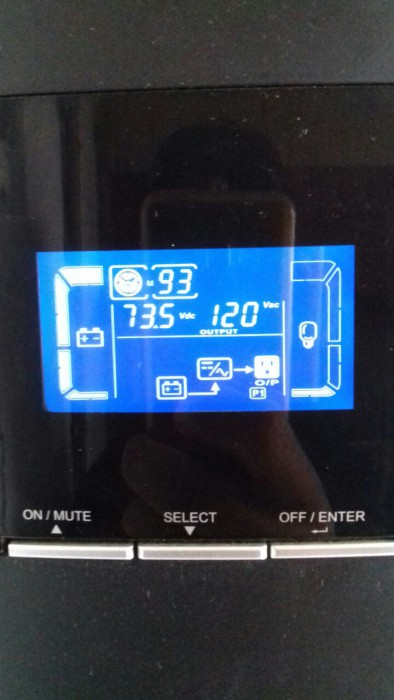 M 93
73.5 Vdc 120 Vac
OUTPUT
O/P
P1
ON / MUTE SELECT OFF / ENTER